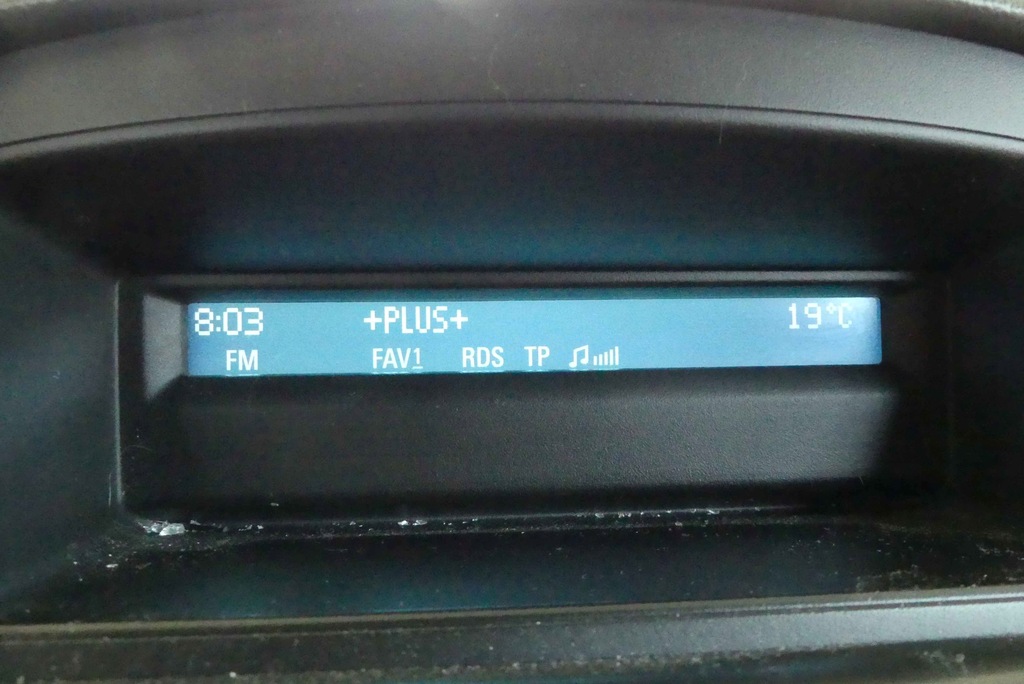 8:03 +PLUS+ 19°C
FM FAV1 RDS TP